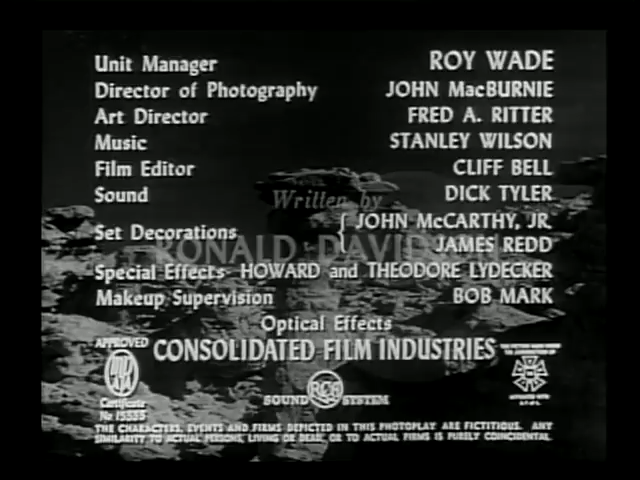 Unit Manager ROY WADE
Director of Photography JOHN MacBURNIE
Art Director FRED A. RITTER
Music STANLEY WILSON
Film Editor CLIFF BELL
Sound DICK TYLER
Written by
Set Decorations { JOHN McCARTHY, JR.
JAMES REDD
RONALD DAVIDSON
Special Effects HOWARD and THEODORE LYDECKER
Makeup Supervision BOB MARK
Optical Effects
APPROVED CONSOLIDATED FILM INDUSTRIES
Certificate
№ 15335
SOUND RCA SYSTEM
THE CHARACTERS, EVENTS AND FIRMS DEPICTED IN THIS PHOTOPLAY ARE FICTITIOUS. ANY
SIMILARITY TO ACTUAL PERSONS, LIVING OR DEAD, OR TO ACTUAL FIRMS IS PURELY COINCIDENTAL.